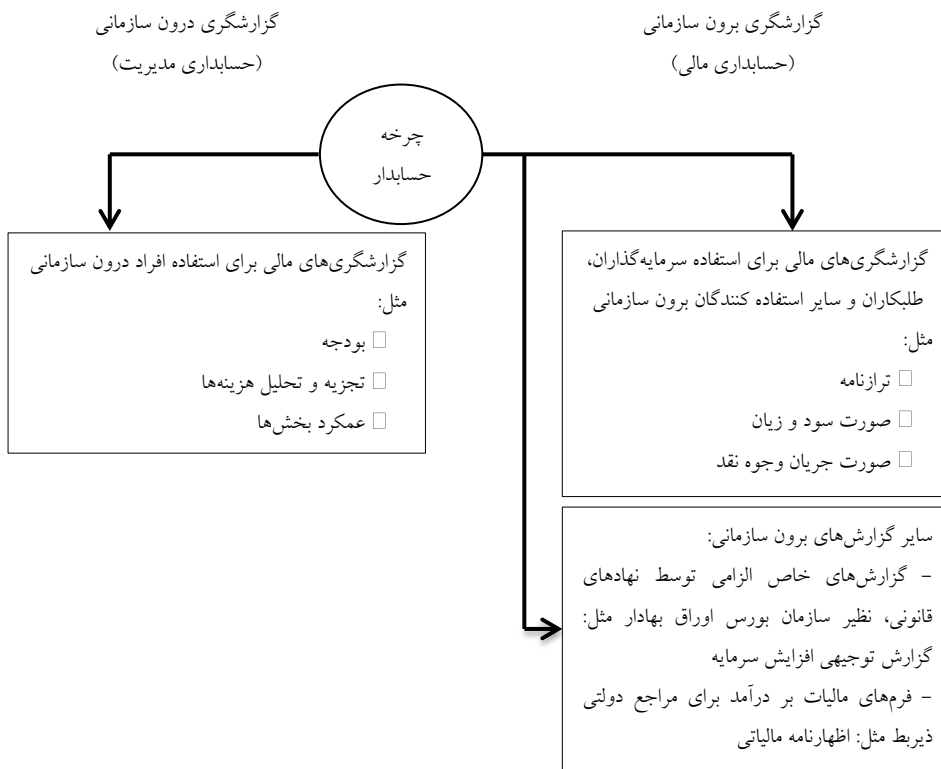 گزارشگری برون سازمانی
(حسابداری مالی)
گزارشگری درون سازمانی
(حسابداری مدیریت)
چرخه
حسابدار
گزارشگری‌های مالی برای استفاده سرمایه‌گذاران،
طلبکاران و سایر استفاده کنندگان برون سازمانی
مثل:
ترازنامه
صورت سود و زیان
صورت جریان وجوه نقد
گزارشگری‌های مالی برای استفاده افراد درون سازمانی
مثل:
بودجه
تجزیه و تحلیل هزینه‌ها
عمکرد بخش‌ها
سایر گزارش‌های برون سازمانی:
- گزارش‌های خاص الزامی توسط نهادهای
قانونی، نظیر سازمان بورس اوراق بهادار مثل:
گزارش توجیهی افزایش سرمایه
- فرم‌های مالیات بر درآمد برای مراجع دولتی
ذیربط مثل: اظهارنامه مالیاتی